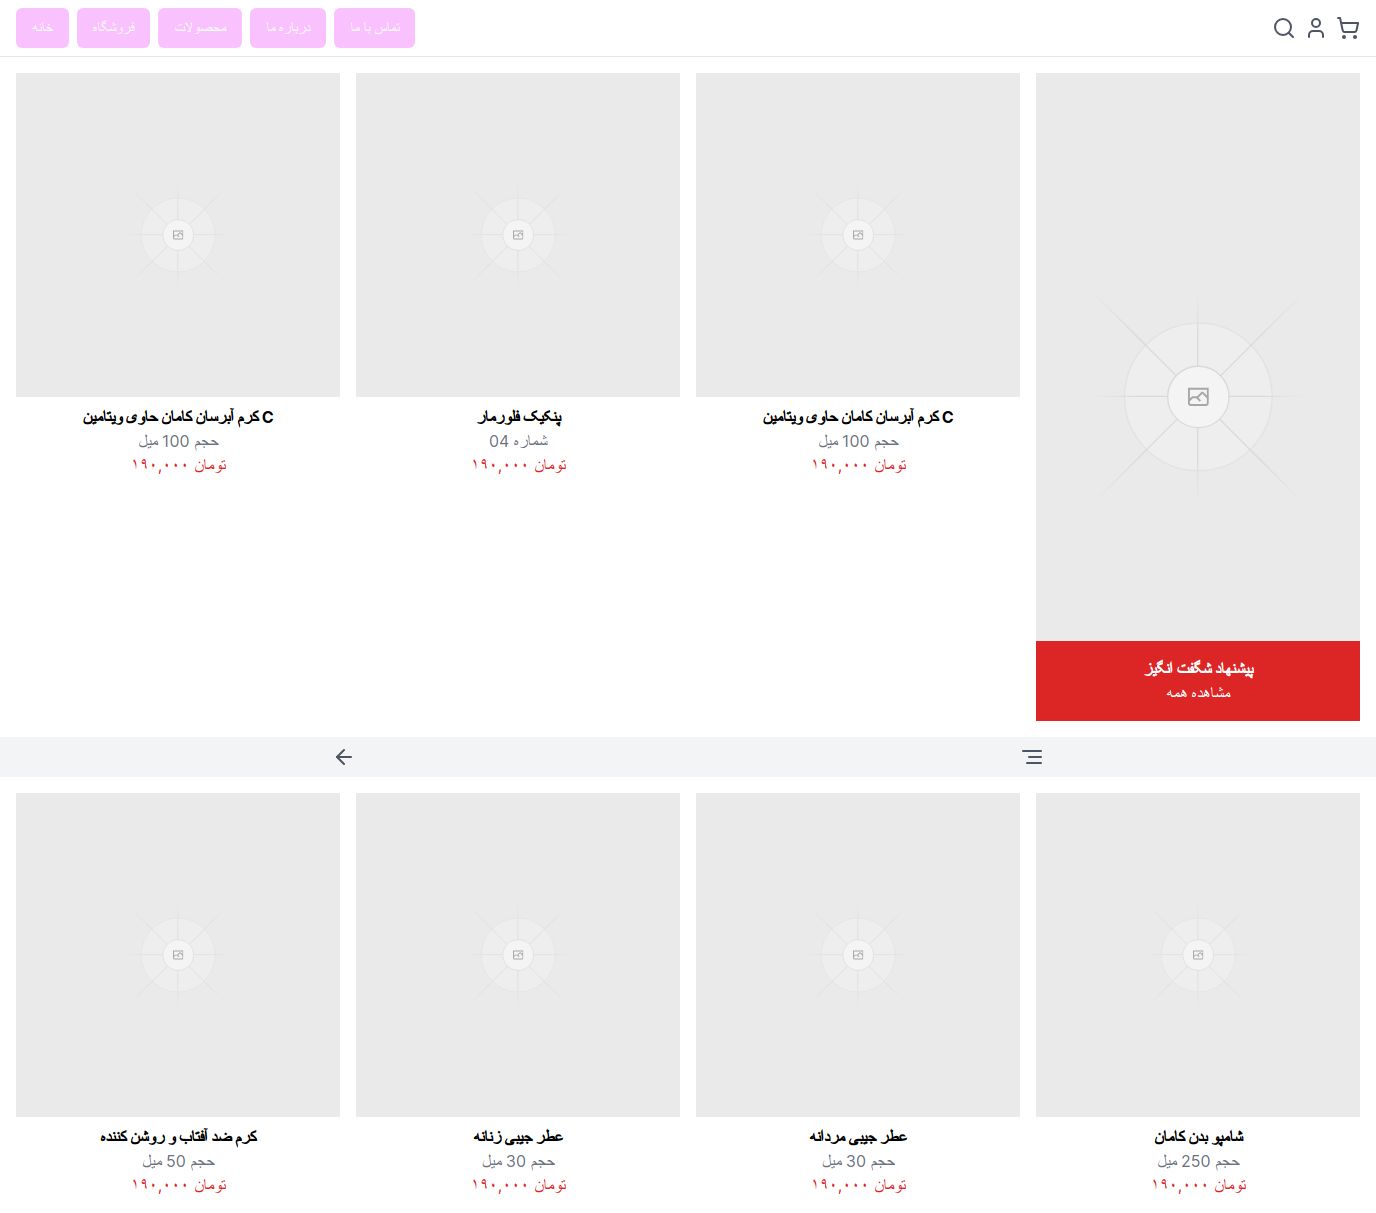 خانه
فروشگاه
محصولات
درباره ما
تماس با ما
کرم آبرسان کامان حاوی ویتامین C
حجم 100 میل
تومان ۱۹۰,۰۰۰
پنکیک فلورمار
شماره 04
تومان ۱۹۰,۰۰۰
کرم آبرسان کامان حاوی ویتامین C
حجم 100 میل
تومان ۱۹۰,۰۰۰
پیشنهاد شگفت انگیز
مشاهده همه
کرم ضد آفتاب و روشن کننده
حجم 50 میل
تومان ۱۹۰,۰۰۰
عطر جیبی زنانه
حجم 30 میل
تومان ۱۹۰,۰۰۰
عطر جیبی مردانه
حجم 30 میل
تومان ۱۹۰,۰۰۰
شامپو بدن کامان
حجم 250 میل
تومان ۱۹۰,۰۰۰